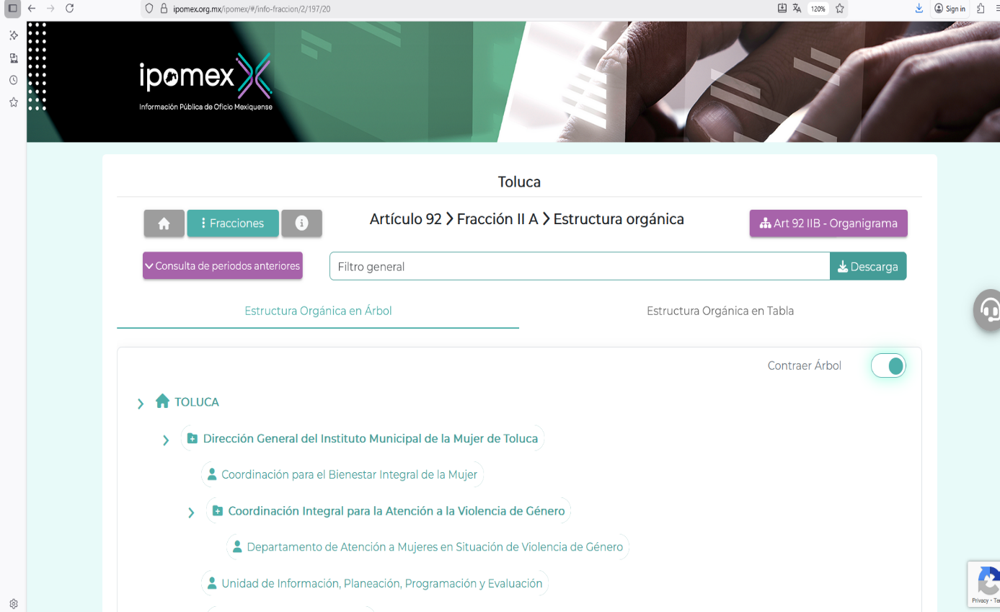 ipomex.org.mx/ipomex/#/info-fraccion/2/197/20
120%
Sign in
ipomex
Información Pública de Oficio Mexiquense
Toluca
Fracciones
Artículo 92 > Fracción II A > Estructura orgánica
Art 92 IIB - Organigrama
Consulta de periodos anteriores
Filtro general
Descarga
Estructura Orgánica en Árbol
Estructura Orgánica en Tabla
Contraer Árbol
TOLUCA
Dirección General del Instituto Municipal de la Mujer de Toluca
Coordinación para el Bienestar Integral de la Mujer
Coordinación Integral para la Atención a la Violencia de Género
Departamento de Atención a Mujeres en Situación de Violencia de Género
Unidad de Información, Planeación, Programación y Evaluación
Privacy - Te